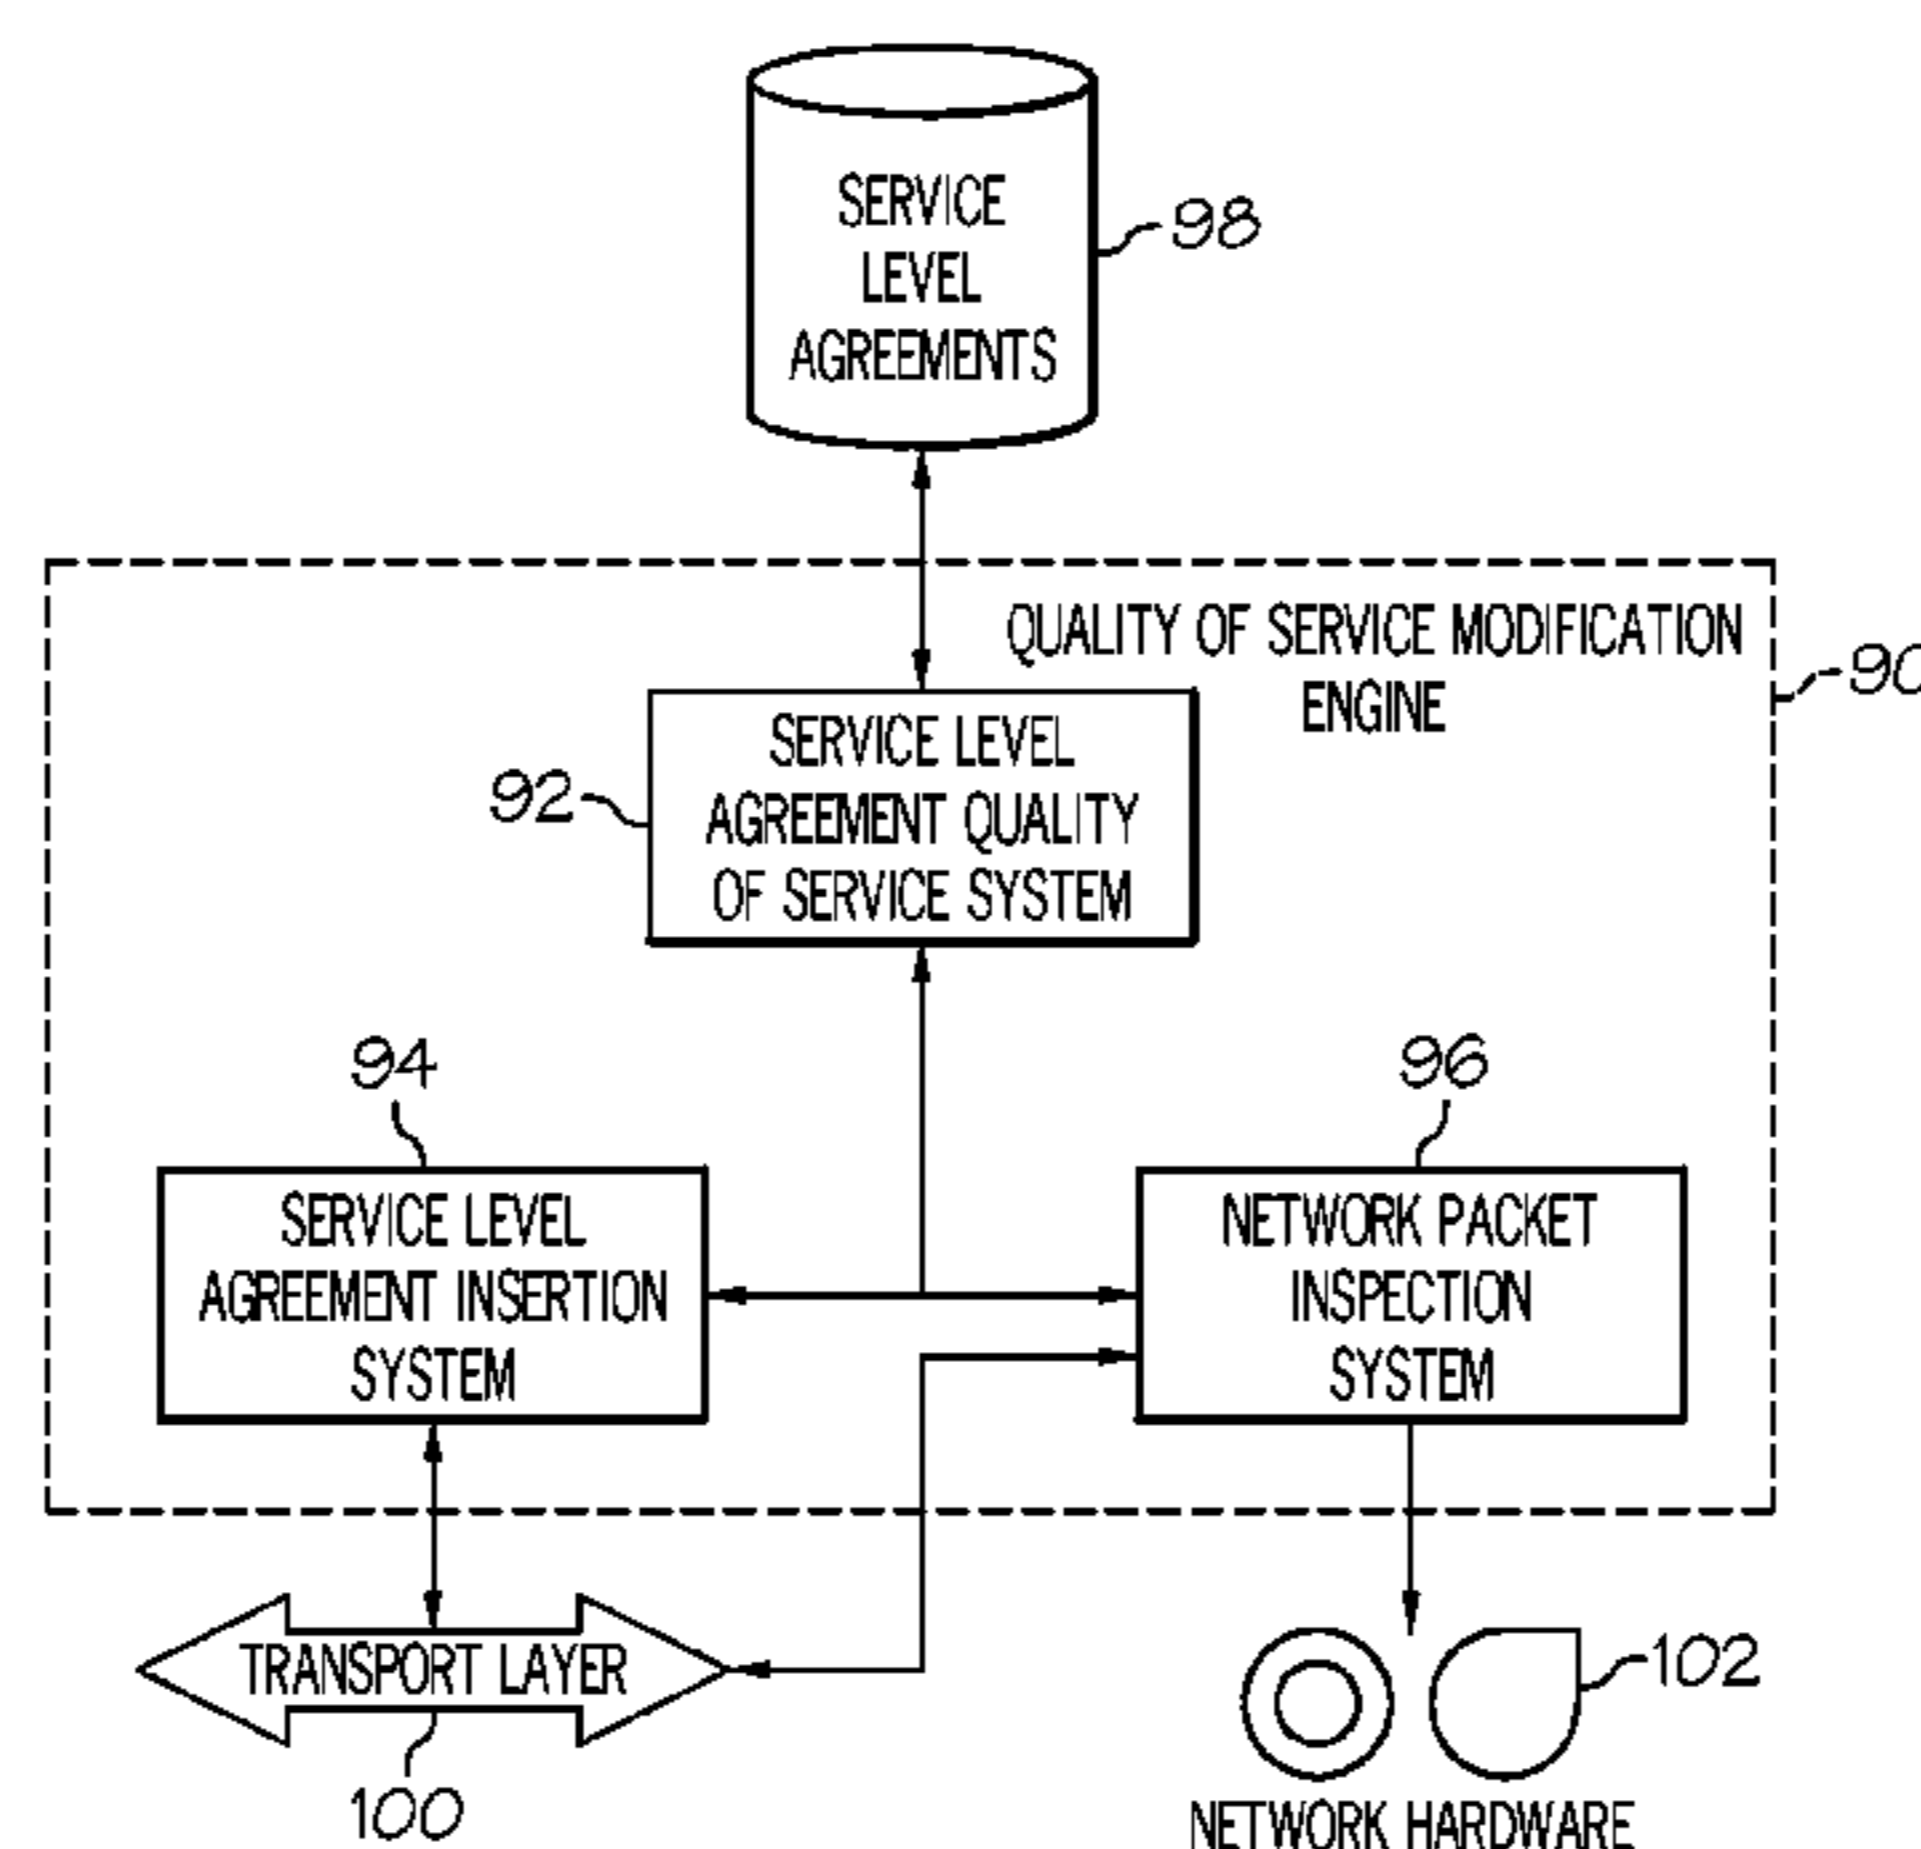 SERVICE
LEVEL
AGREEMENTS
98
QUALITY OF SERVICE MODIFICATION
ENGINE
90
SERVICE LEVEL
AGREEMENT QUALITY
OF SERVICE SYSTEM
92
94
96
SERVICE LEVEL
AGREEMENT INSERTION
SYSTEM
NETWORK PACKET
INSPECTION
SYSTEM
TRANSPORT LAYER
100
102
NETWORK HARDWARE